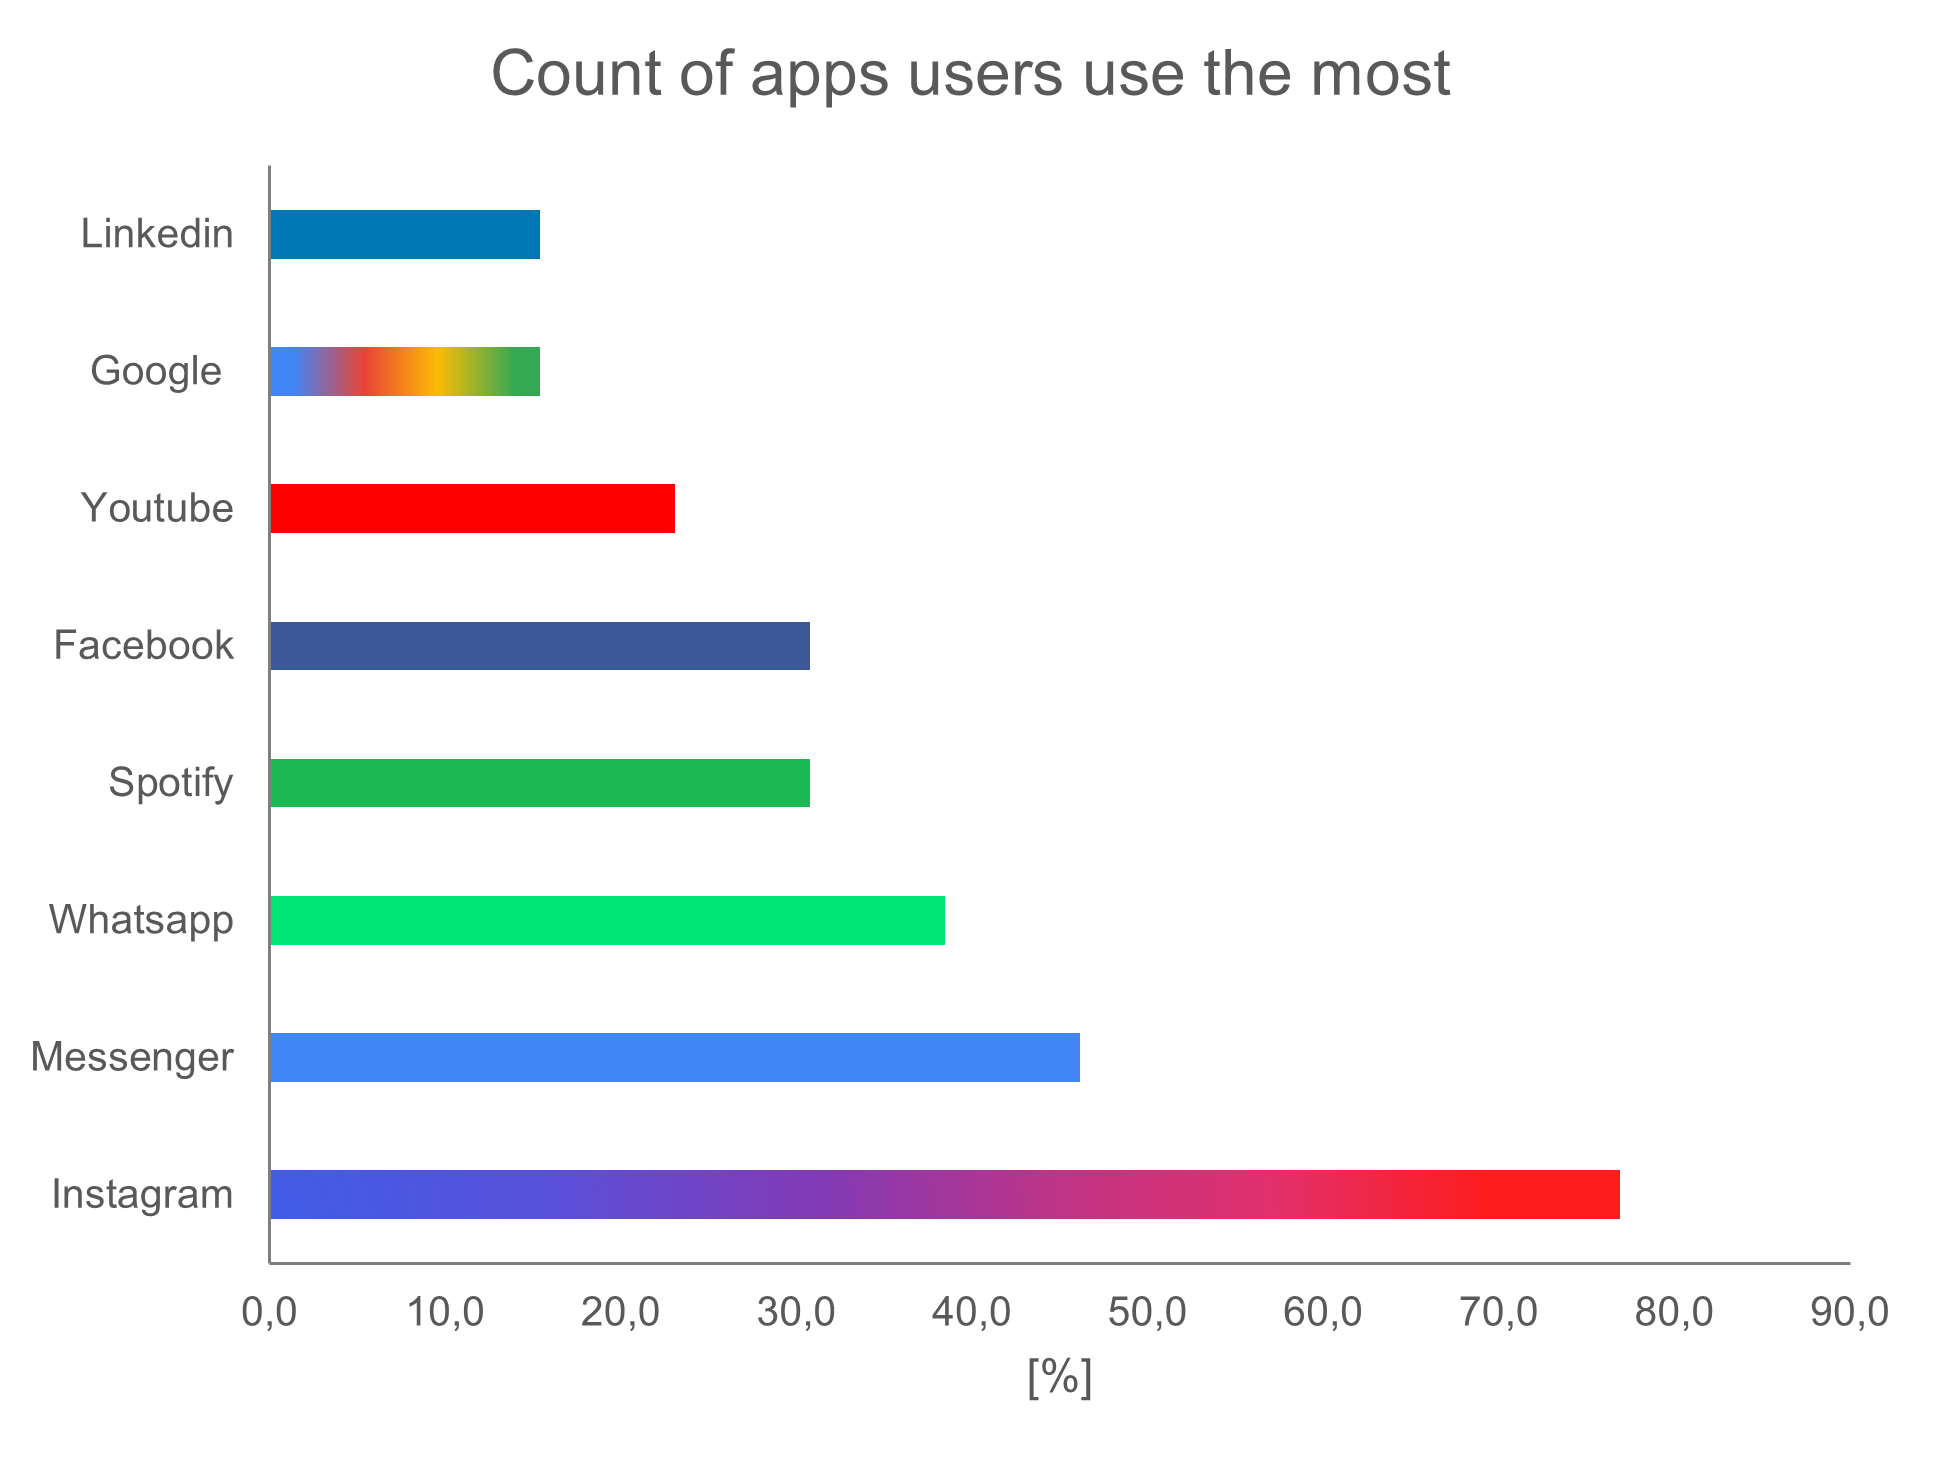 Count of apps users use the most
Linkedin
Google
Youtube
Facebook
Spotify
Whatsapp
Messenger
Instagram
0,0 10,0 20,0 30,0 40,0 50,0 60,0 70,0 80,0 90,0
[%]